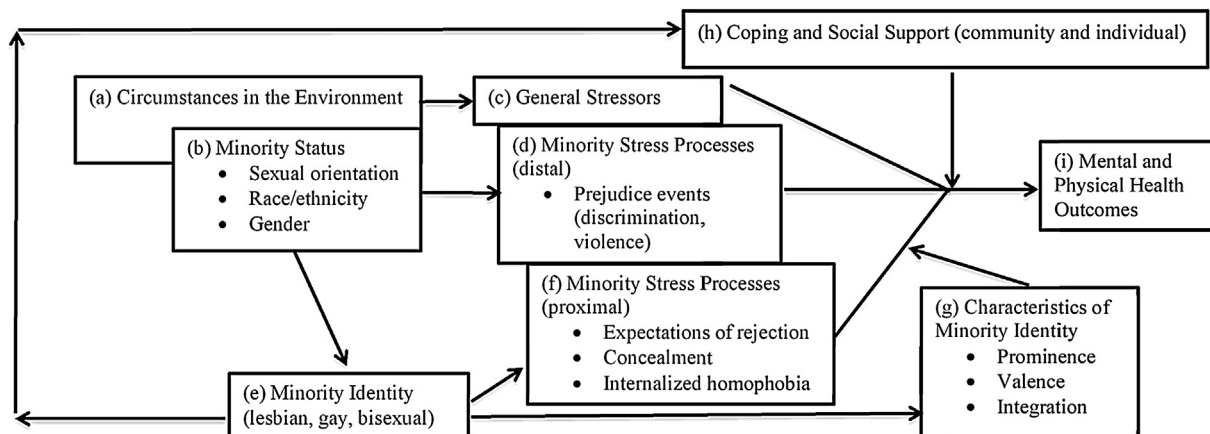 (h) Coping and Social Support (community and individual)
(a) Circumstances in the Environment
(c) General Stressors
(b) Minority Status
• Sexual orientation
• Race/ethnicity
• Gender
(d) Minority Stress Processes
(distal)
• Prejudice events
(discrimination,
violence)
(i) Mental and
Physical Health
Outcomes
(f) Minority Stress Processes
(proximal)
• Expectations of rejection
• Concealment
• Internalized homophobia
(g) Characteristics of
Minority Identity
• Prominence
• Valence
• Integration
(e) Minority Identity
(lesbian, gay, bisexual)